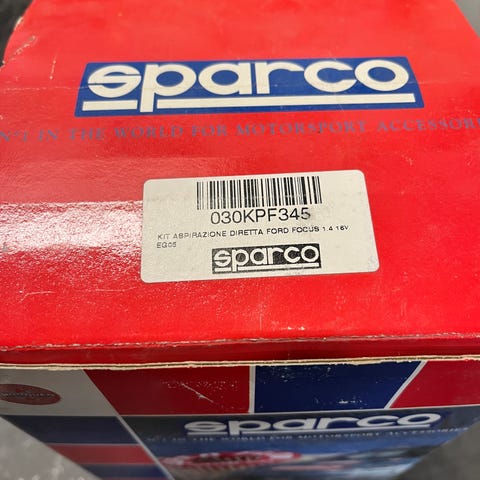 sparco
N°1 IN THE WORLD FOR MOTORSPORT ACCESSORIES
030KPF345
KIT ASPIRAZIONE DIRETTA FORD FOCUS 1.4 16V
EG05
sparco
sparco
N°1 IN THE WORLD FOR MOTORSPORT ACCESSORIES